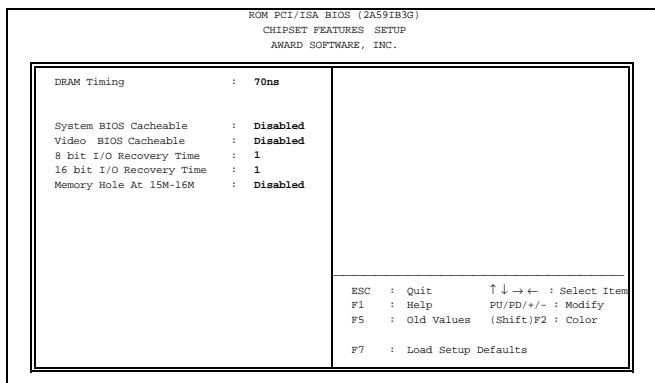 ROM PCI/ISA BIOS (2A59IB3G)
CHIPSET FEATURES SETUP
AWARD SOFTWARE, INC.
DRAM Timing : 70ns
System BIOS Cacheable : Disabled
Video BIOS Cacheable : Disabled
8 bit I/O Recovery Time : 1
16 bit I/O Recovery Time : 1
Memory Hole At 15M-16M : Disabled
ESC : Quit ↑ ↓ → ← : Select Item
F1 : Help PU/PD/+/- : Modify
F5 : Old Values (Shift)F2 : Color
F7 : Load Setup Defaults